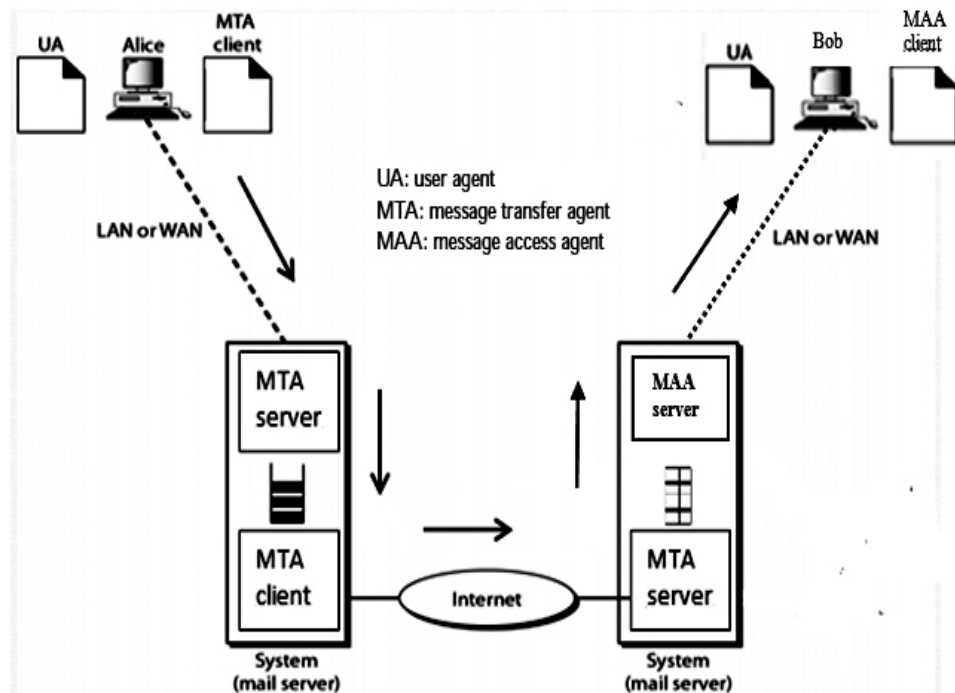 UA
Alice
MTA
client
UA
Bob
MAA
client
UA: user agent
MTA: message transfer agent
MAA: message access agent
LAN or WAN
LAN or WAN
MTA
server
MAA
server
MTA
client
Internet
MTA
server
System
(mail server)
System
(mail server)